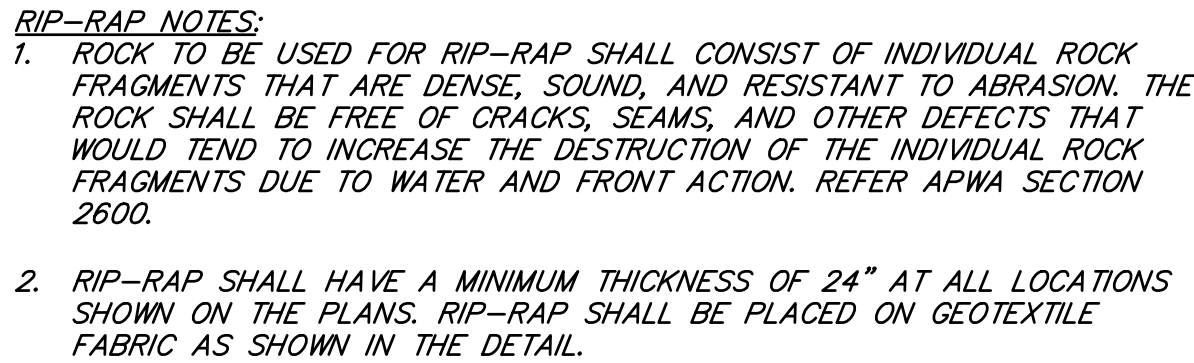 RIP-RAP NOTES:
1. ROCK TO BE USED FOR RIP-RAP SHALL CONSIST OF INDIVIDUAL ROCK
FRAGMENTS THAT ARE DENSE, SOUND, AND RESISTANT TO ABRASION. THE
ROCK SHALL BE FREE OF CRACKS, SEAMS, AND OTHER DEFECTS THAT
WOULD TEND TO INCREASE THE DESTRUCTION OF THE INDIVIDUAL ROCK
FRAGMENTS DUE TO WATER AND FRONT ACTION. REFER APWA SECTION
2600.
2. RIP-RAP SHALL HAVE A MINIMUM THICKNESS OF 24" AT ALL LOCATIONS
SHOWN ON THE PLANS. RIP-RAP SHALL BE PLACED ON GEOTEXTILE
FABRIC AS SHOWN IN THE DETAIL.